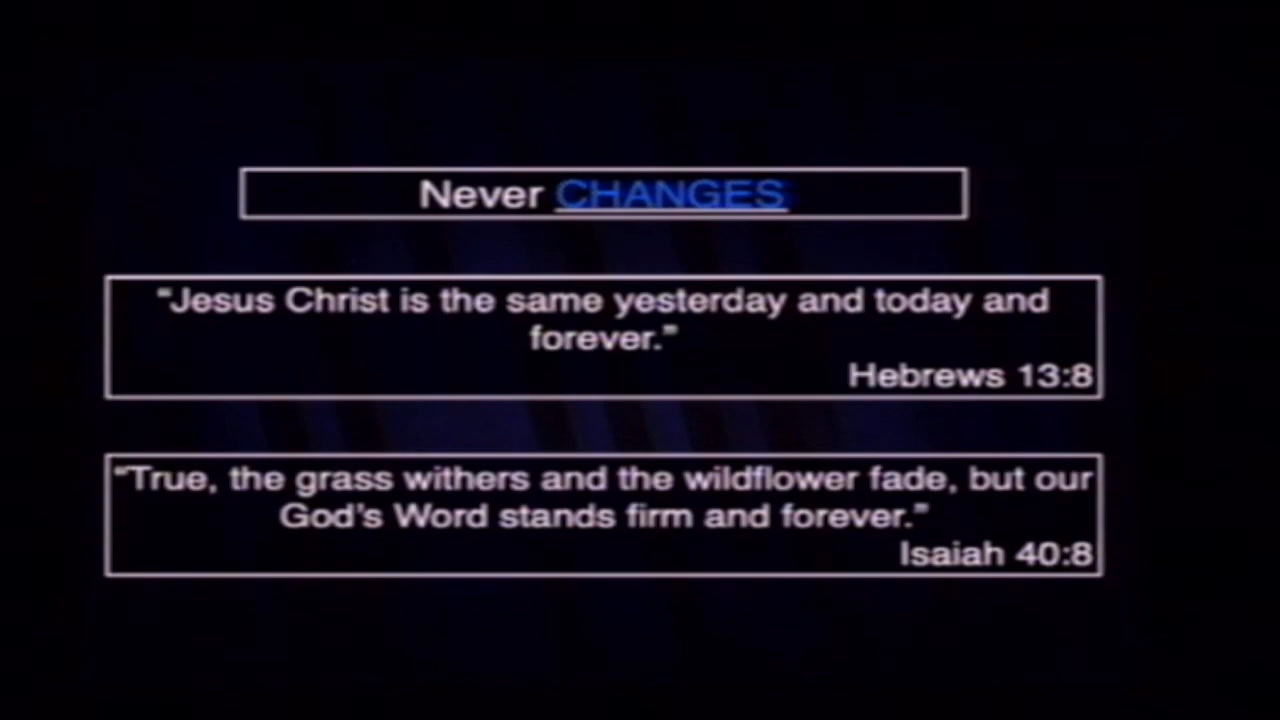 Never CHANGES
“Jesus Christ is the same yesterday and today and
forever.”
Hebrews 13:8
“True, the grass withers and the wildflower fade, but our
God’s Word stands firm and forever.”
Isaiah 40:8